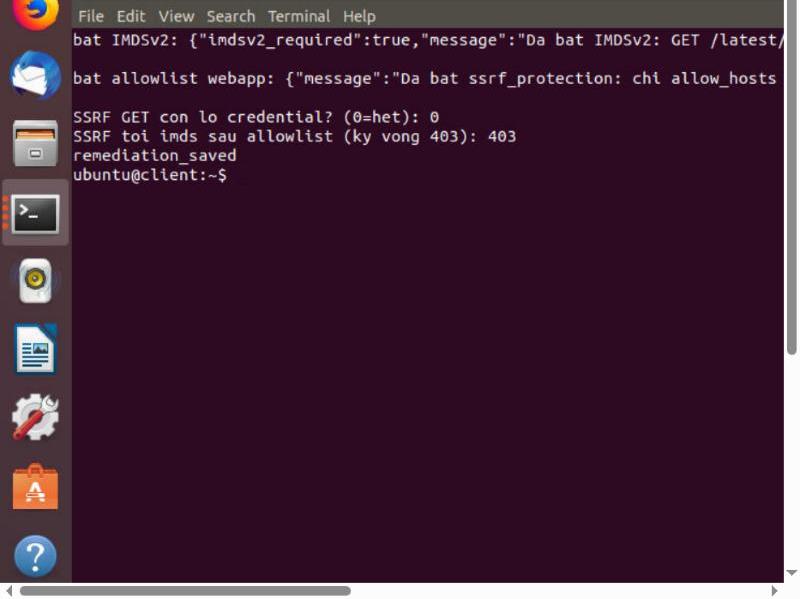 File Edit View Search Terminal Help
bat IMDSv2: {"imdsv2_required":true,"message":"Da bat IMDSv2: GET /latest/
bat allowlist webapp: {"message":"Da bat ssrf_protection: chi allow_hosts
SSRF GET con lo credential? (0=het): 0
SSRF toi imds sau allowlist (ky vong 403): 403
remediation_saved
ubuntu@client:~$